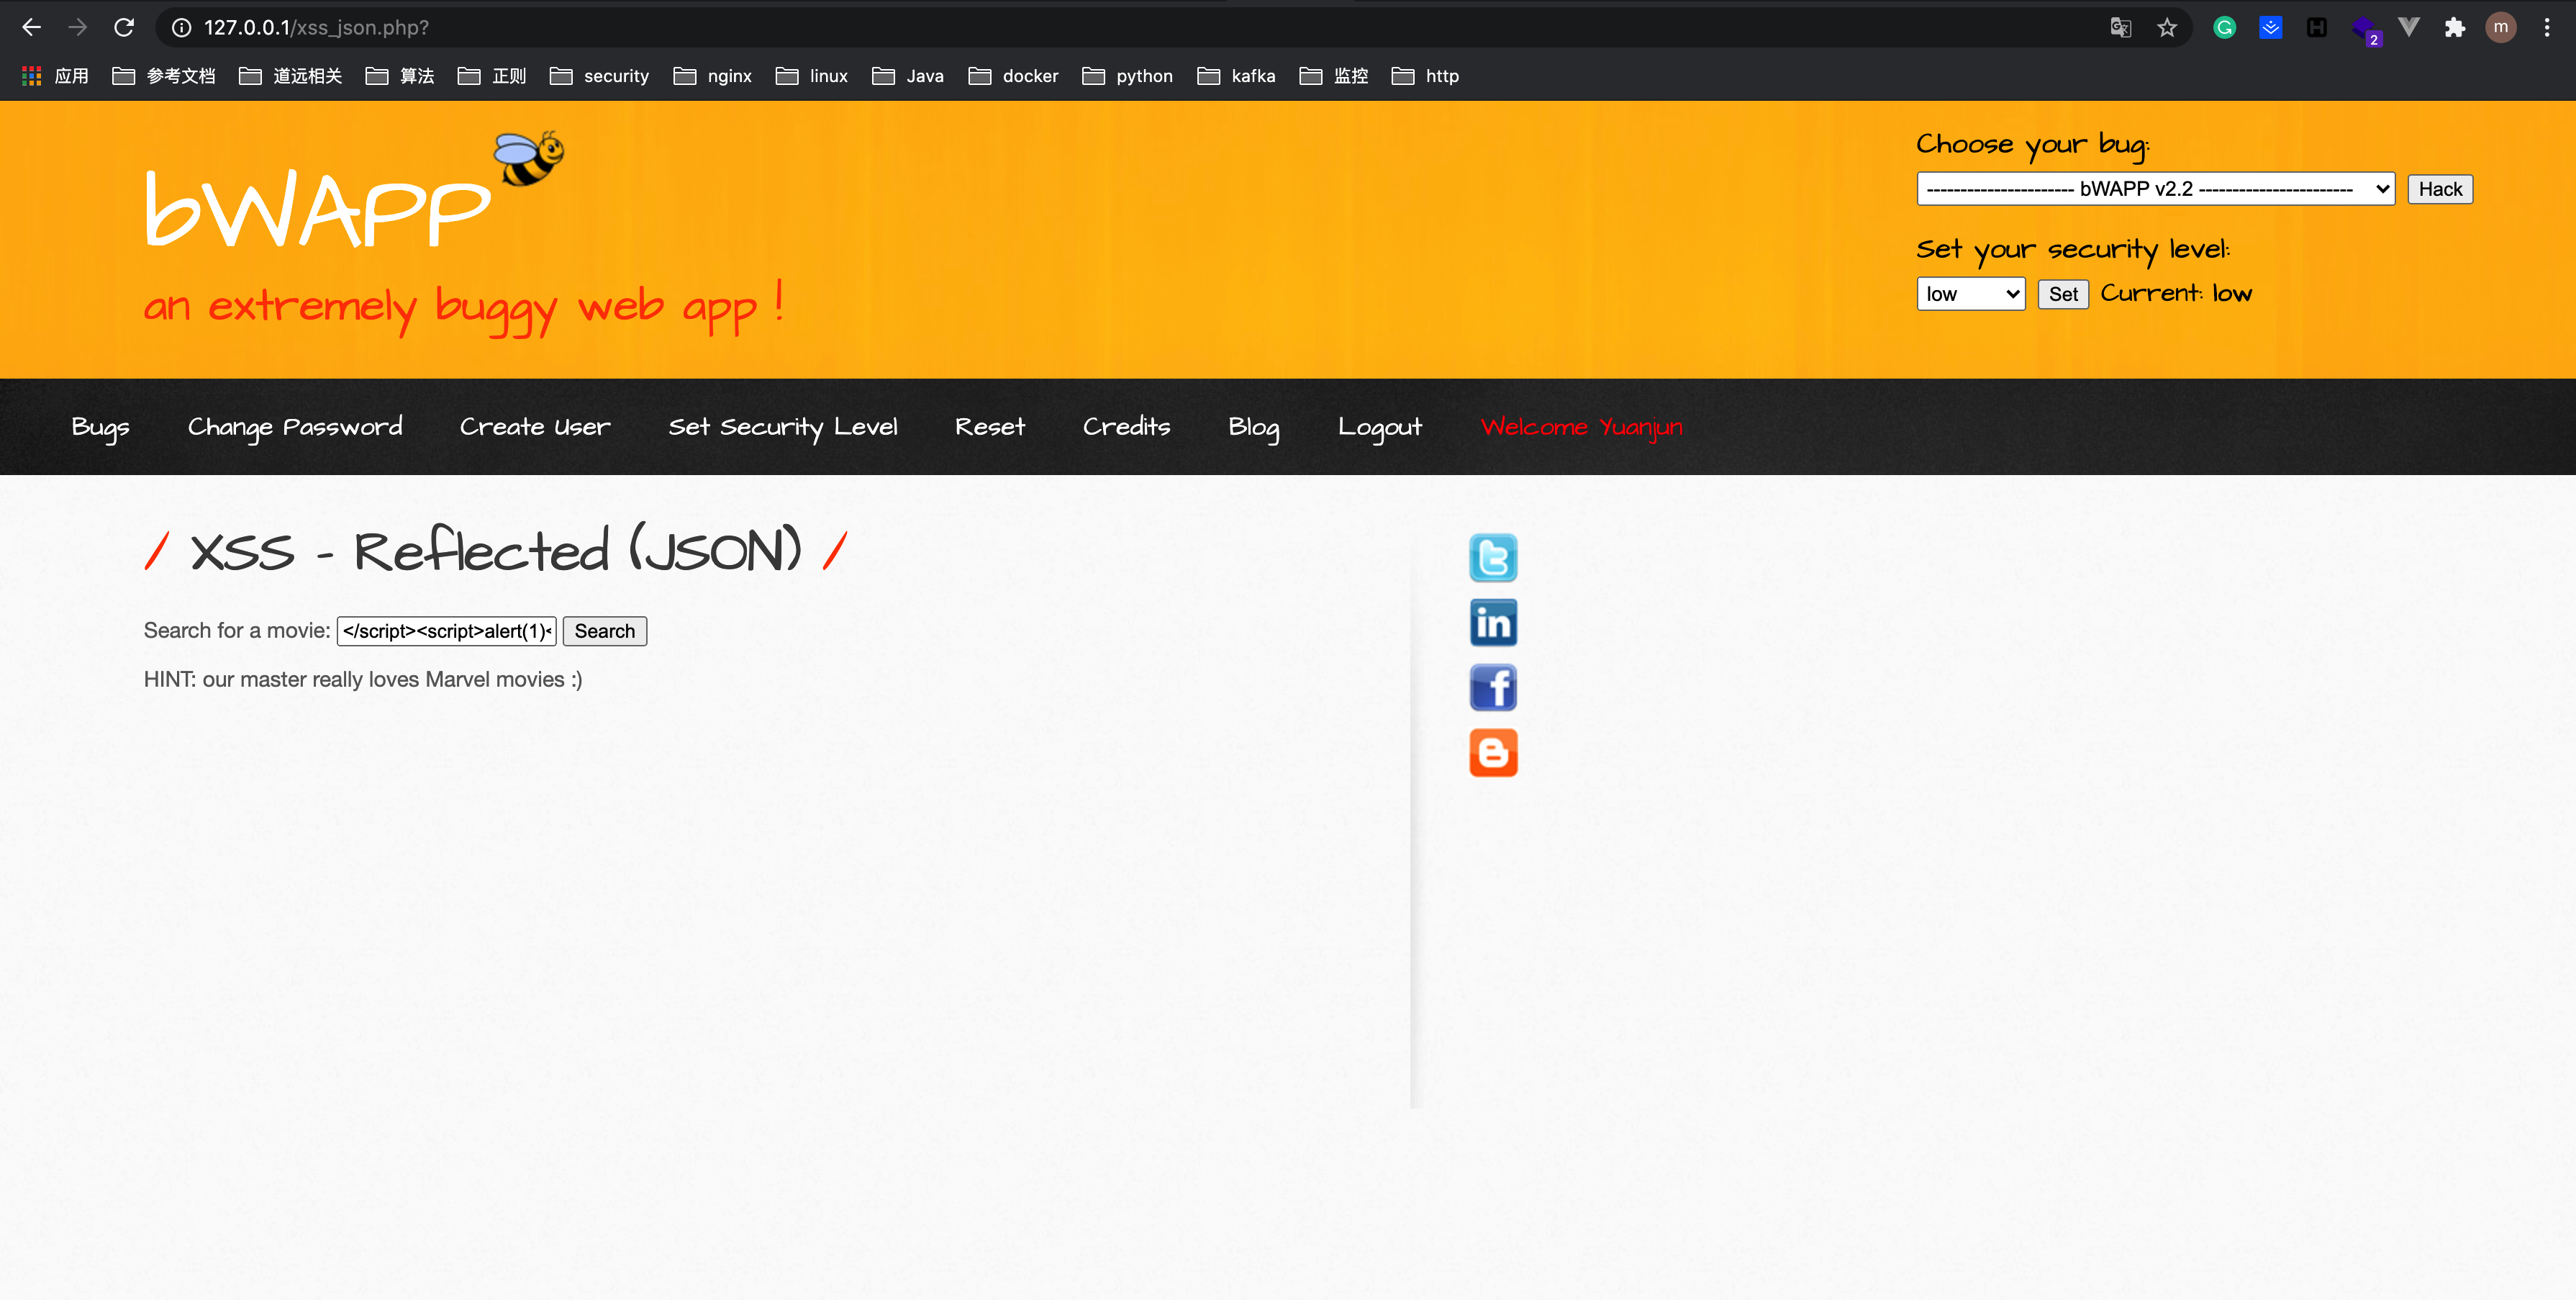 127.0.0.1/xss_json.php?
2
m
应用 参考文档 道远相关 算法 正则 security nginx linux Java docker python kafka 监控 http
bWAPP
an extremely buggy web app !
Choose your bug:
---------------------- bWAPP v2.2 ----------------------- Hack
Set your security level:
low Set Current: low
Bugs Change Password Create User Set Security Level Reset Credits Blog Logout Welcome Yuanjun
/ XSS - Reflected (JSON) /
Search for a movie: </script><script>alert(1)< Search
HINT: our master really loves Marvel movies :)